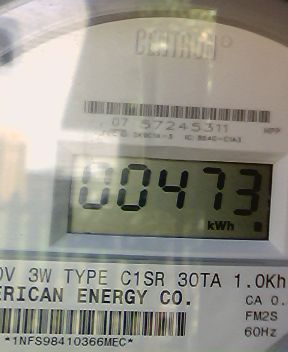 CENTRON
07 57245311 HPP
00473
kWh
0V 3W TYPE C1SR 30TA 1.0Kh
ERICAN ENERGY CO. CA 0.
FM2S
*1NFS98410366MEC* 60Hz